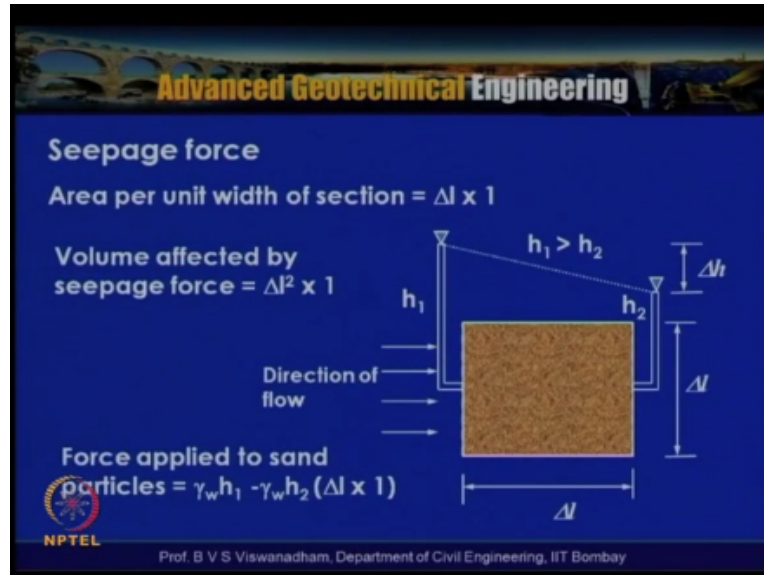 Advanced Geotechnical Engineering
Seepage force
Area per unit width of section = Δl x 1
Volume affected by
seepage force = Δl² x 1
h₁ > h₂
Δh
h₁
h₂
Direction of
flow
Δl
Force applied to sand
particles = γwh₁ -γwh₂ (Δl x 1)
Δl
NPTEL
Prof. B V S Viswanadham, Department of Civil Engineering, IIT Bombay